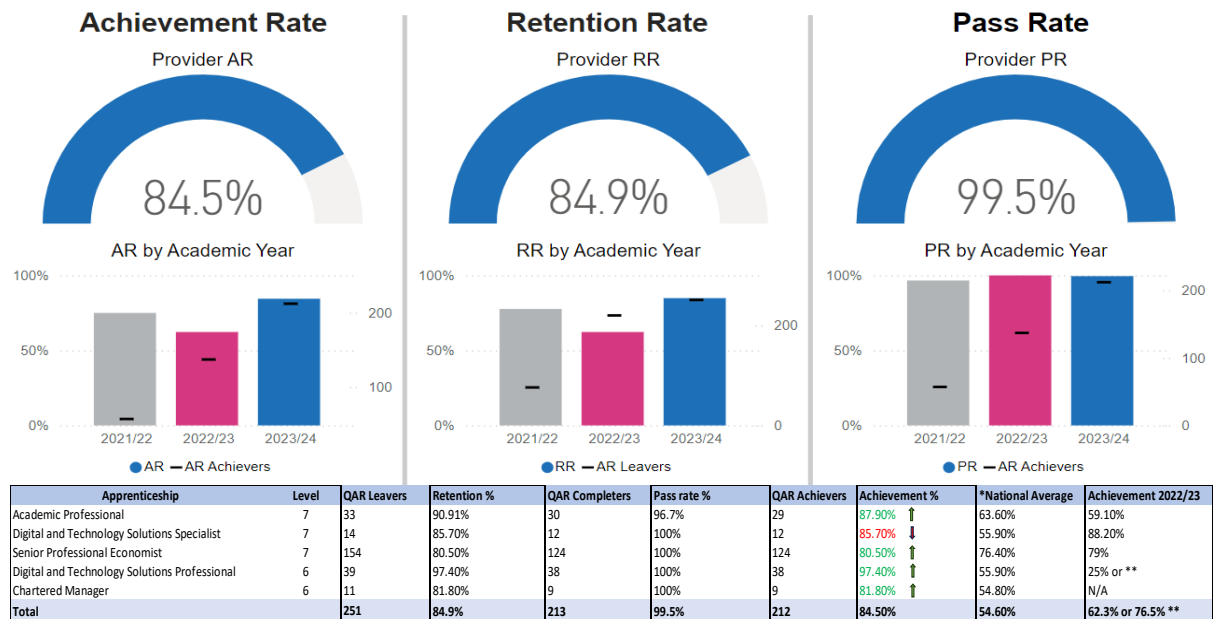 Achievement Rate
Provider AR
84.5%
AR by Academic Year
100%
50%
0%
200
100
2021/22 2022/23 2023/24
AR AR Achievers
Retention Rate
Provider RR
84.9%
RR by Academic Year
100%
50%
0%
200
0
2021/22 2022/23 2023/24
RR AR Leavers
Pass Rate
Provider PR
99.5%
PR by Academic Year
100%
50%
0%
200
100
0
2021/22 2022/23 2023/24
PR AR Achievers
Apprenticeship Level QAR Leavers Retention % QAR Completers Pass rate % QAR Achievers Achievement % *National Average Achievement 2022/23
Academic Professional 7 33 90.91% 30 96.7% 29 87.90% 63.60% 59.10%
Digital and Technology Solutions Specialist 7 14 85.70% 12 100% 12 85.70% 55.90% 88.20%
Senior Professional Economist 7 154 80.50% 124 100% 124 80.50% 76.40% 79%
Digital and Technology Solutions Professional 6 39 97.40% 38 100% 38 97.40% 55.90% 25% or **
Chartered Manager 6 11 81.80% 9 100% 9 81.80% 54.80% N/A
Total 251 84.9% 213 99.5% 212 84.50% 54.60% 62.3% or 76.5% **